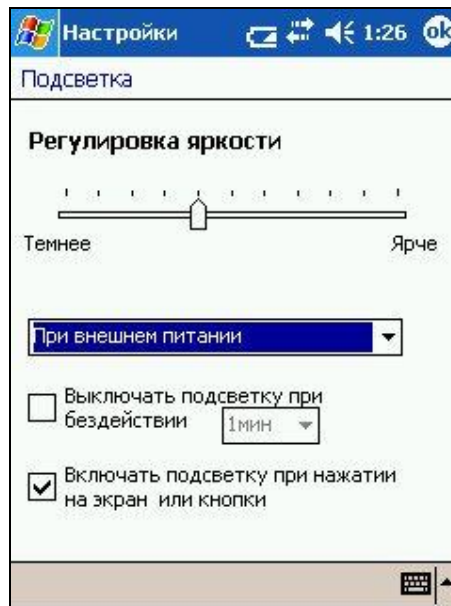 Настройки 1:26 ok
Подсветка
Регулировка яркости
Темнее Ярче
При внешнем питании
Выключать подсветку при
бездействии 1мин
Включать подсветку при нажатии
на экран или кнопки